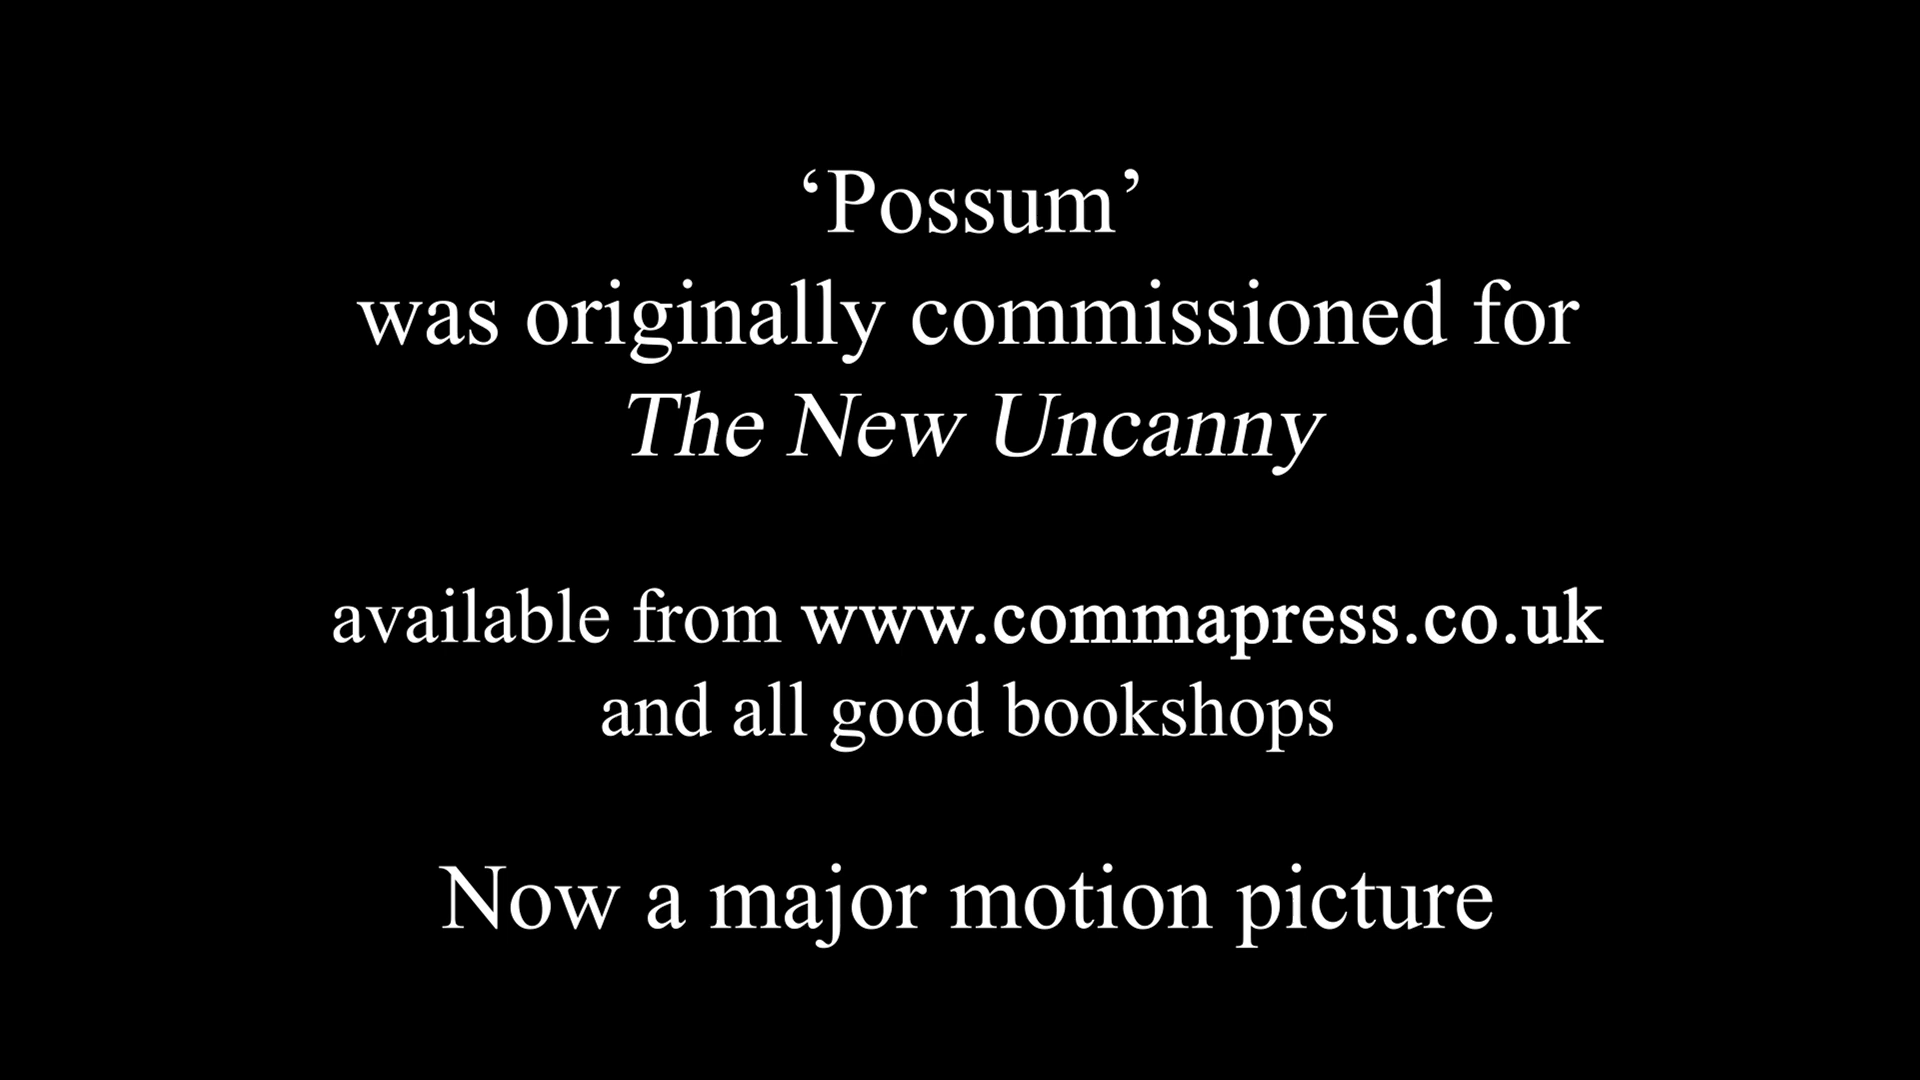 ‘Possum’
was originally commissioned for
The New Uncanny
available from www.commapress.co.uk
and all good bookshops
Now a major motion picture